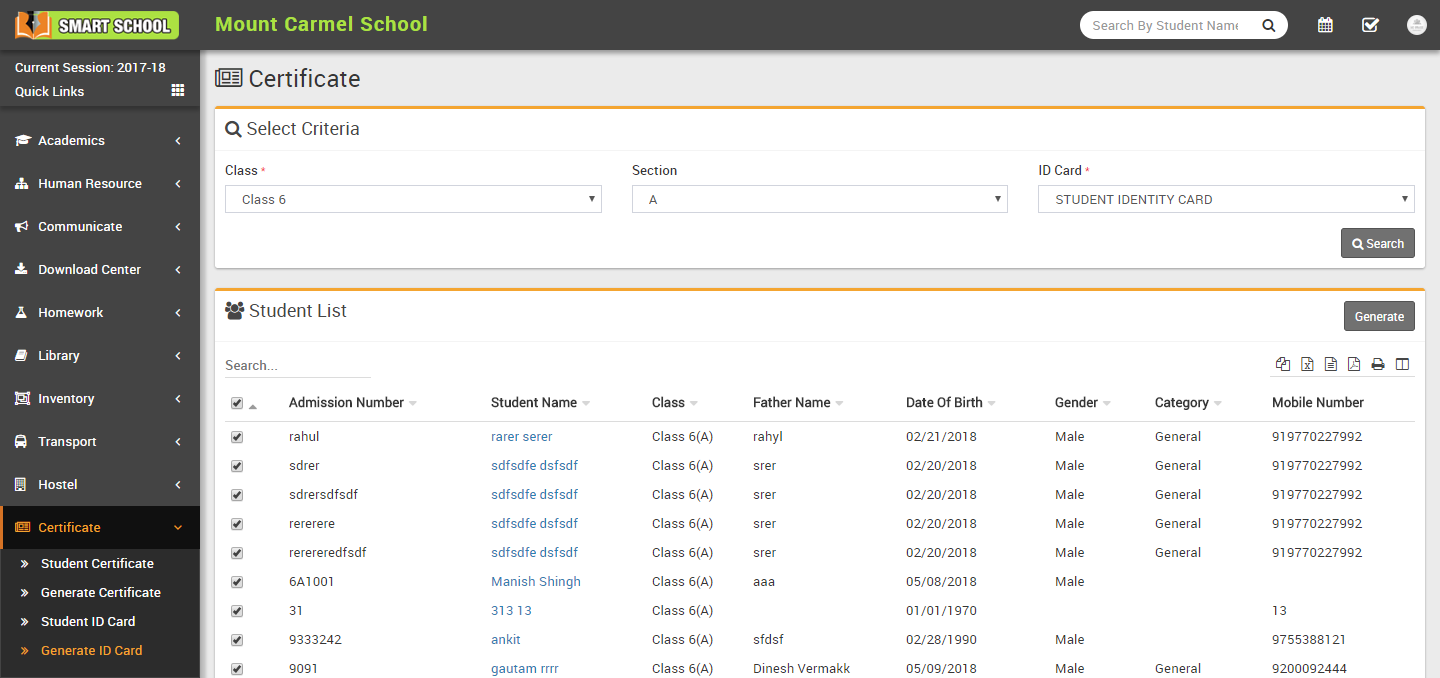 SMART SCHOOL
Mount Carmel School
Search By Student Name
Current Session: 2017-18
Quick Links
Academics
Human Resource
Communicate
Download Center
Homework
Library
Inventory
Transport
Hostel
Certificate
Student Certificate
Generate Certificate
Student ID Card
Generate ID Card
Certificate
Select Criteria
Class * Section ID Card *
Class 6 A STUDENT IDENTITY CARD
Search
Student List
Generate
Search...
Admission Number Student Name Class Father Name Date Of Birth Gender Category Mobile Number
rahul rarer serer Class 6(A) rahyl 02/21/2018 Male General 919770227992
sdrer sdfsdfe dsfsdf Class 6(A) srer 02/20/2018 Male General 919770227992
sdrersdfsdf sdfsdfe dsfsdf Class 6(A) srer 02/20/2018 Male General 919770227992
rererere sdfsdfe dsfsdf Class 6(A) srer 02/20/2018 Male General 919770227992
rerereredfsdf sdfsdfe dsfsdf Class 6(A) srer 02/20/2018 Male General 919770227992
6A1001 Manish Shingh Class 6(A) aaa 05/08/2018 Male
31 313 13 Class 6(A) 01/01/1970 13
9333242 ankit Class 6(A) sfdsf 02/28/1990 Male 9755388121
9091 gautam rrrr Class 6(A) Dinesh Vermakk 05/09/2018 Male General 9200092444